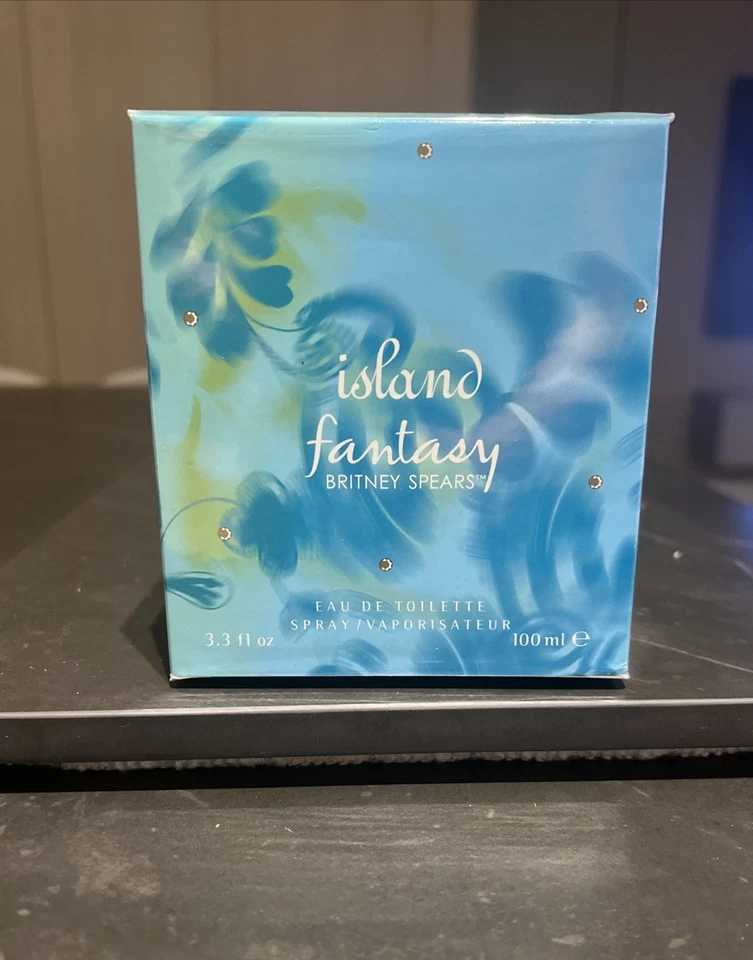 island
fantasy
BRITNEY SPEARS™
EAU DE TOILETTE
SPRAY/VAPORISATEUR
3.3 fl oz
100 ml ℮